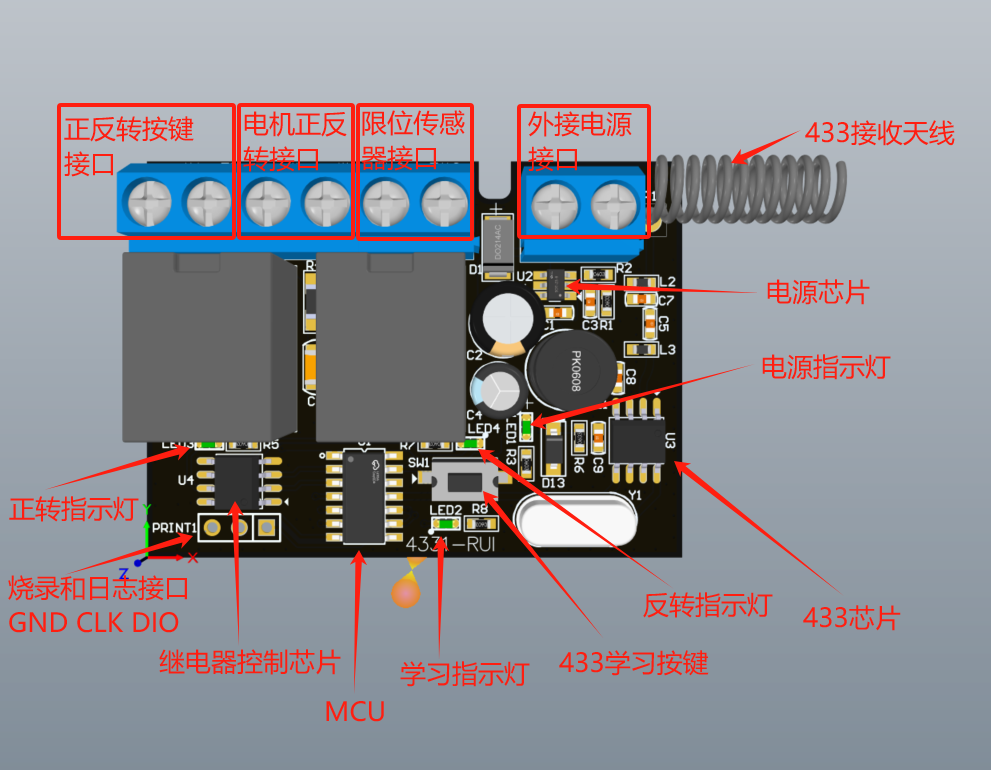 正反转按键
接口
电机正反
转接口
限位传感
器接口
外接电源
接口
433接收天线
D1
DO214AC
U2
R2
L2
C7
C3
R1
C5
电源芯片
L3
C2
PK0608
C8
电源指示灯
C4
LED4
LED1
LED3
R5
R7
U3
SW1
R3
R6
C9
U4
D13
Y1
正转指示灯
LED2
R8
PRINT1
4331-RUI
Y
X
Z
烧录和日志接口
GND CLK DIO
反转指示灯
433芯片
继电器控制芯片
学习指示灯
433学习按键
MCU